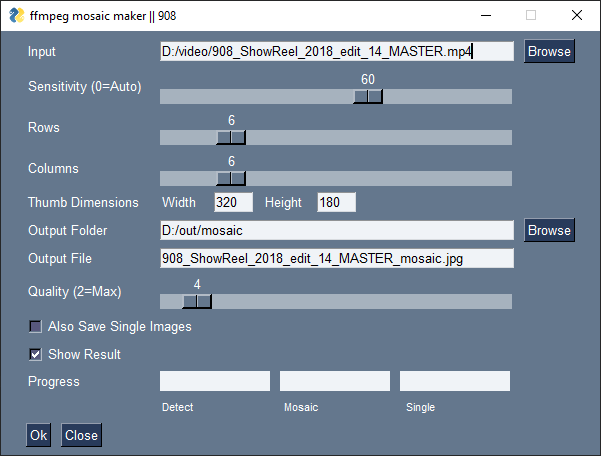 ffmpeg mosaic maker || 908
Input D:/video/908_ShowReel_2018_edit_14_MASTER.mp4 Browse
60
Sensitivity (0=Auto)
6
Rows
6
Columns
Thumb Dimensions Width 320 Height 180
Output Folder D:/out/mosaic Browse
Output File 908_ShowReel_2018_edit_14_MASTER_mosaic.jpg
4
Quality (2=Max)
Also Save Single Images
Show Result
Progress
Detect Mosaic Single
Ok Close